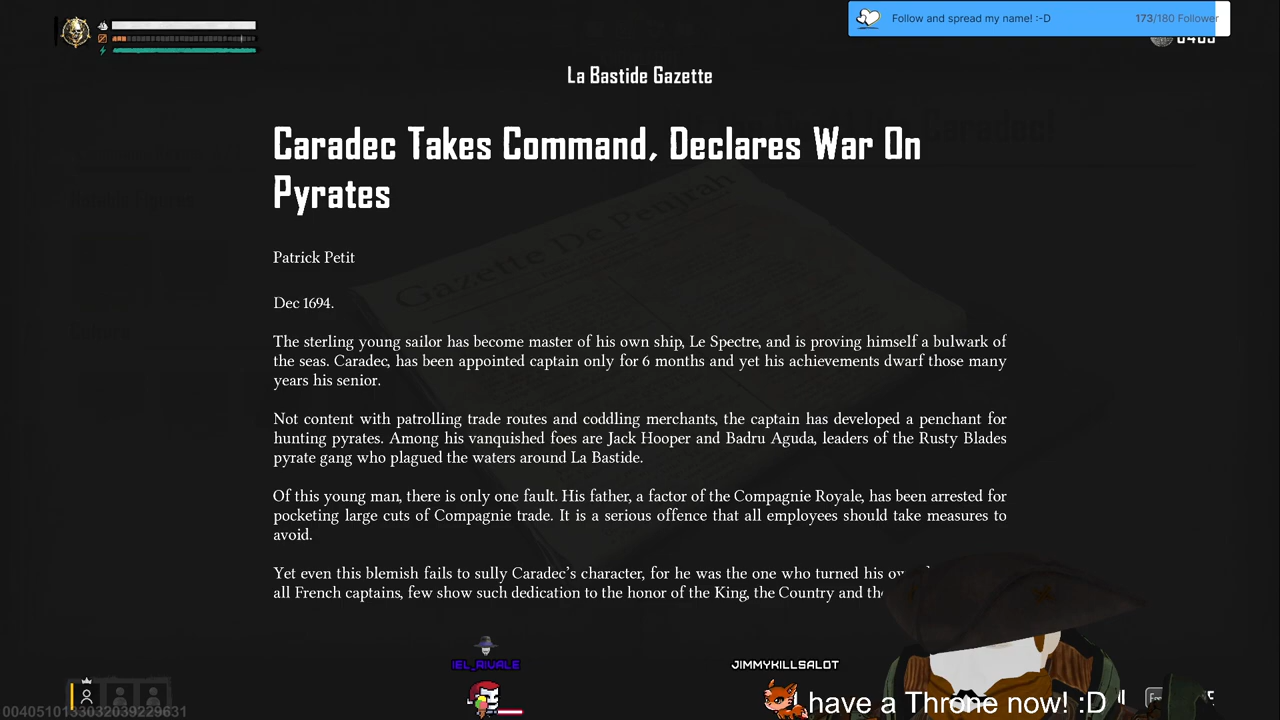 Follow and spread my name! :-D
173/180 Follower
La Bastide Gazette
Caradec Takes Command, Declares War On
Pyrates
Patrick Petit
Dec 1694.
The sterling young sailor has become master of his own ship, Le Spectre, and is proving himself a bulwark of
the seas. Caradec, has been appointed captain only for 6 months and yet his achievements dwarf those many
years his senior.
Not content with patrolling trade routes and coddling merchants, the captain has developed a penchant for
hunting pyrates. Among his vanquished foes are Jack Hooper and Badru Aguda, leaders of the Rusty Blades
pyrate gang who plagued the waters around La Bastide.
Of this young man, there is only one fault. His father, a factor of the Compagnie Royale, has been arrested for
pocketing large cuts of Compagnie trade. It is a serious offence that all employees should take measures to
avoid.
Yet even this blemish fails to sully Caradec's character, for he was the one who turned his
all French captains, few show such dedication to the honor of the King, the Country and
Gazette De Penjrah
IEL_RIVALE
JIMMYKILLSALOT
have a Throne now! :D
004051013303203922963​1